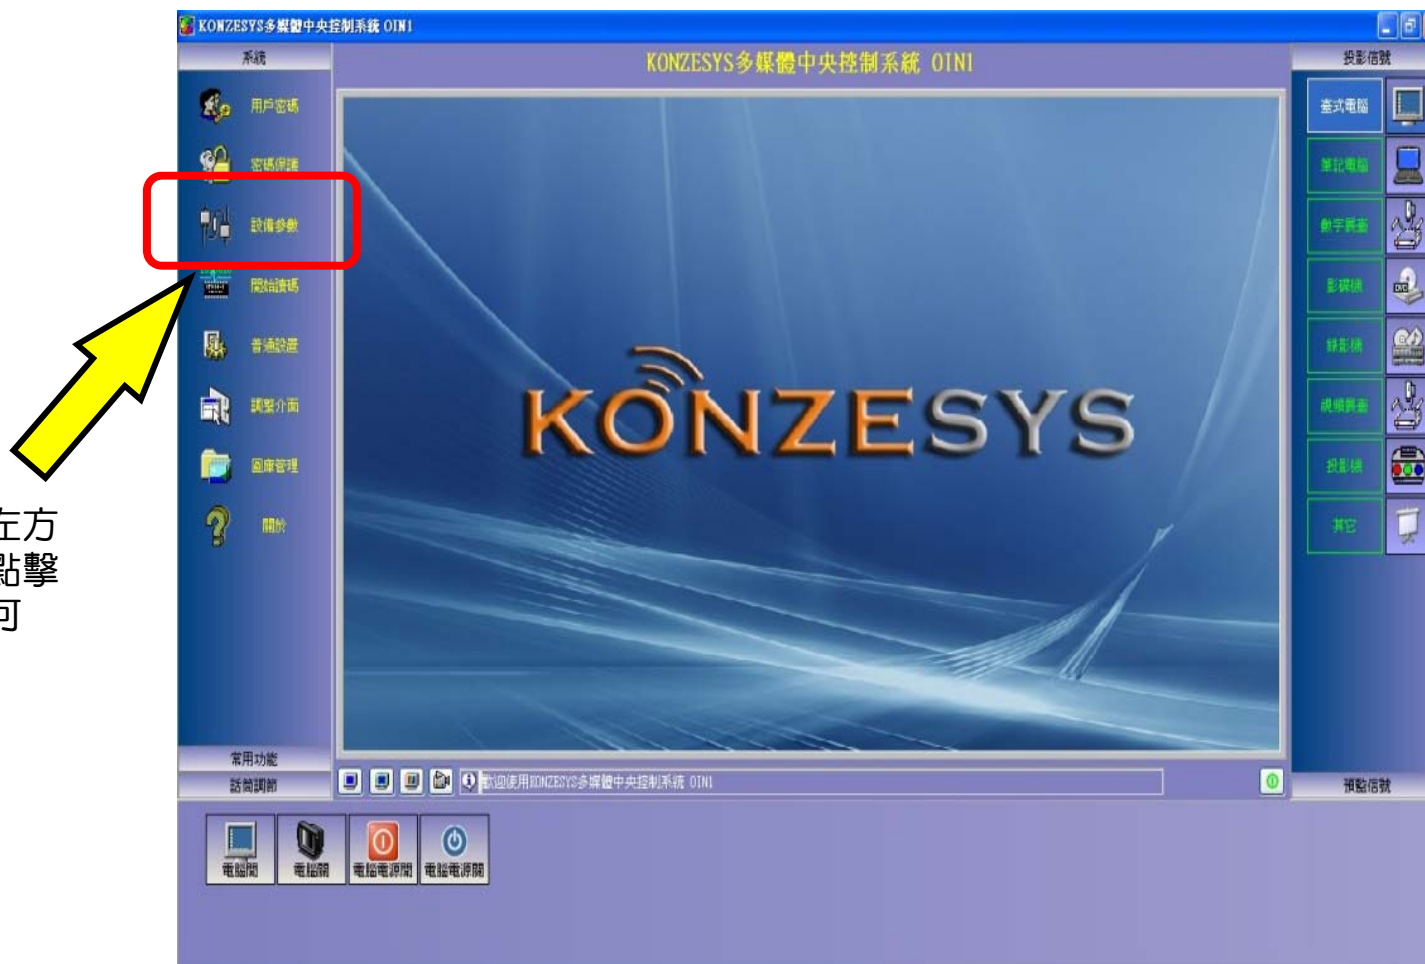 KONZESYS多媒體中央控制系統 OIN1
系統
KONZESYS多媒體中央控制系統 OIN1
投影信號
用戶密碼
密碼保護
設備參數
開始讀碼
普通設置
調整介面
圖庫管理
關於
左方
點擊
可
KONZESYS
臺式電腦
筆記電腦
數字展臺
影碟機
DVC
錄影機
視頻展臺
投影機
其它
常用功能
話筒調節
歡迎使用KONZESYS多媒體中央控制系統 OIN1
預監信號
電腦開
電腦關
電腦電源開
電腦電源關